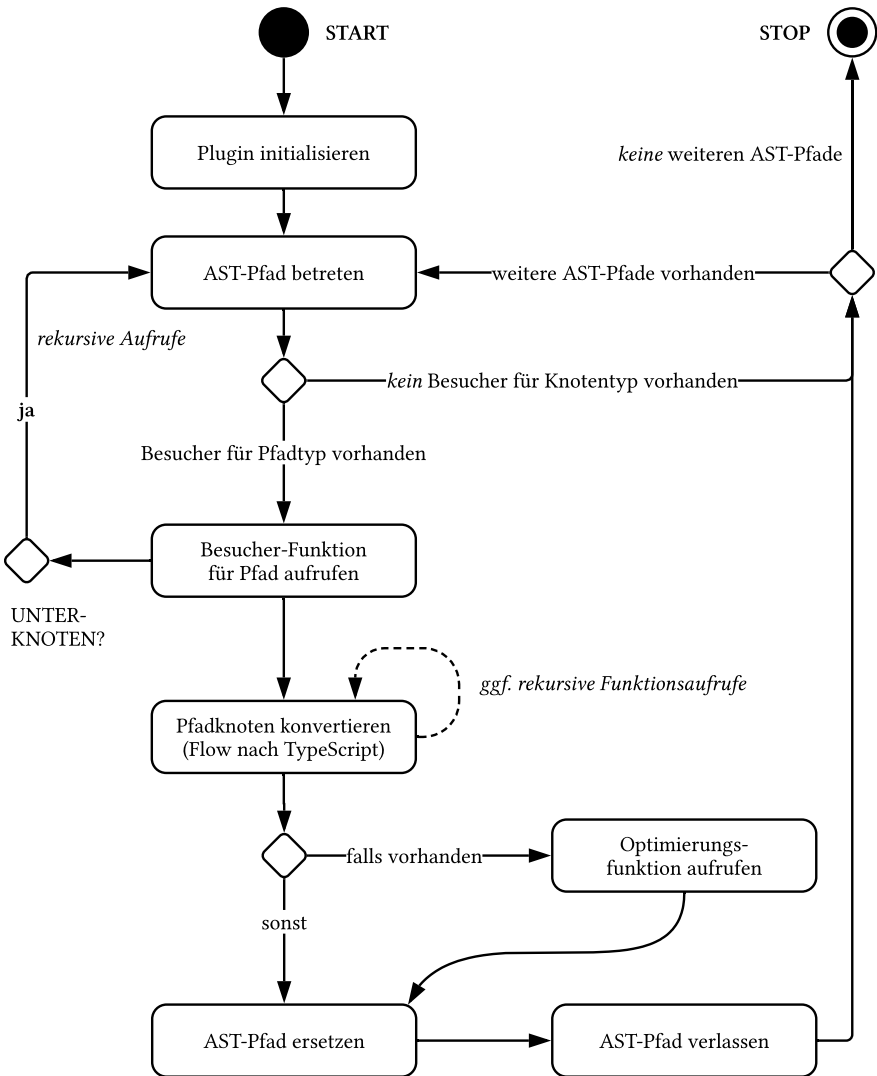 START
STOP
Plugin initialisieren
keine weiteren AST-Pfade
AST-Pfad betreten
weitere AST-Pfade vorhanden
rekursive Aufrufe
kein Besucher für Knotentyp vorhanden
ja
Besucher für Pfadtyp vorhanden
Besucher-Funktion
für Pfad aufrufen
UNTER-
KNOTEN?
ggf. rekursive Funktionsaufrufe
Pfadknoten konvertieren
(Flow nach TypeScript)
falls vorhanden
Optimierungs-
funktion aufrufen
sonst
AST-Pfad ersetzen
AST-Pfad verlassen